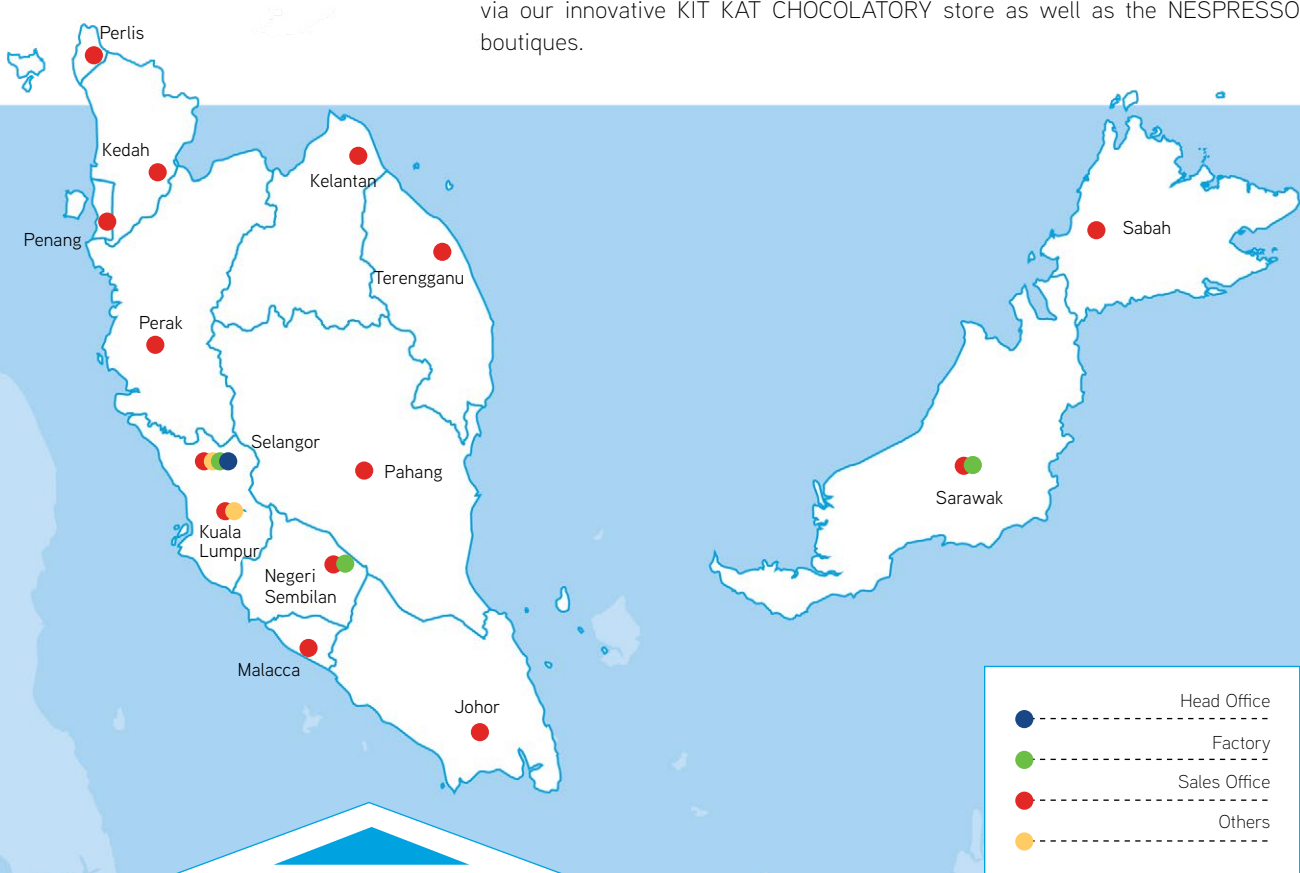 via our innovative KIT KAT CHOCOLATORY store as well as the NESPRESSO
boutiques.
Perlis
Kedah
Kelantan
Penang
Terengganu
Sabah
Perak
Selangor
Pahang
Sarawak
Kuala
Lumpur
Negeri
Sembilan
Malacca
Johor
Head Office
Factory
Sales Office
Others